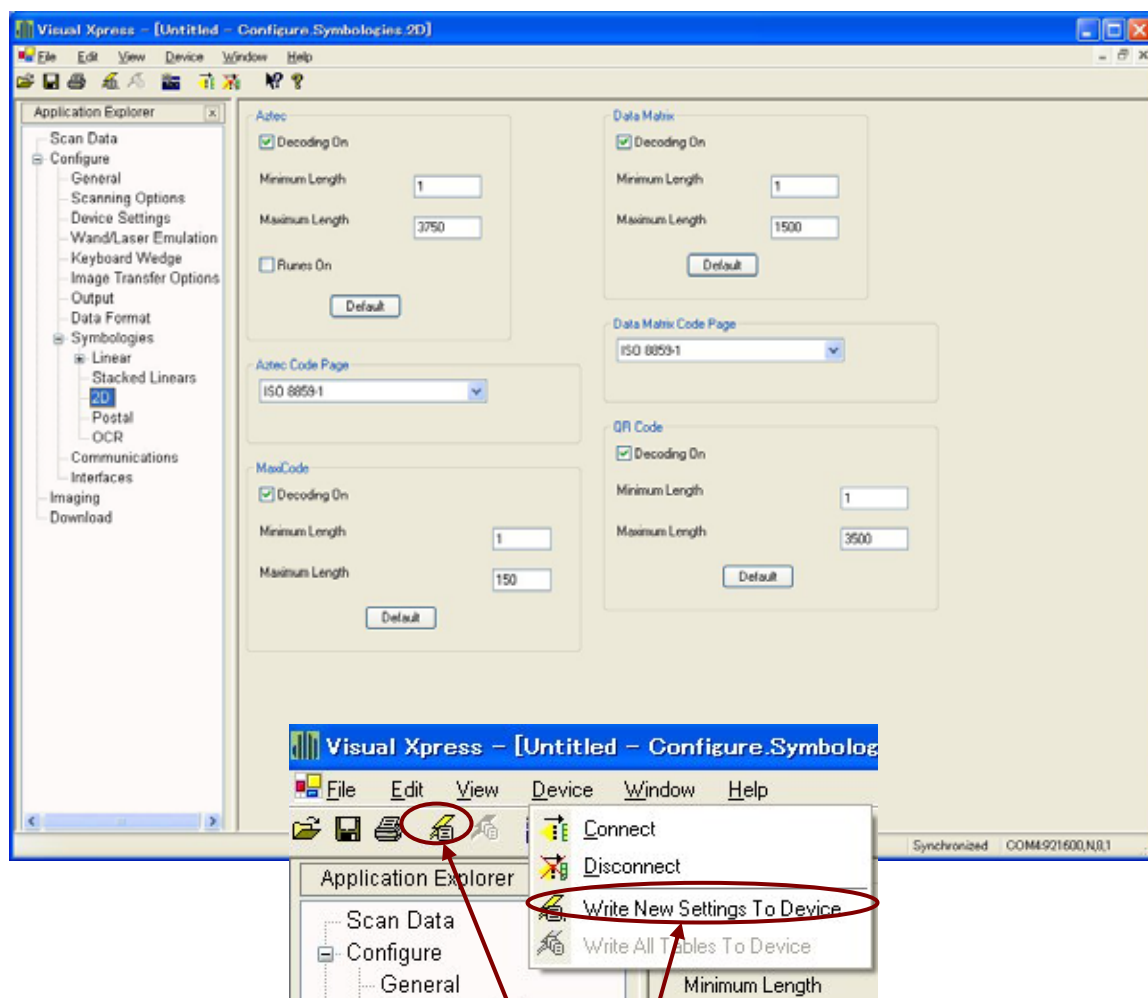 Visual Xpress - [Untitled - Configure.Symbologies.2D]
File Edit View Device Window Help
Application Explorer
Scan Data
Configure
General
Scanning Options
Device Settings
Wand/Laser Emulation
Keyboard Wedge
Image Transfer Options
Output
Data Format
Symbologies
Linear
Stacked Linears
2D
Postal
OCR
Communications
Interfaces
Imaging
Download
Aztec
Decoding On
Minimum Length 1
Maximum Length 3750
Runes On
Default
Aztec Code Page
ISO 8859-1
MaxiCode
Decoding On
Minimum Length 1
Maximum Length 150
Default
Data Matrix
Decoding On
Minimum Length 1
Maximum Length 1500
Default
Data Matrix Code Page
ISO 8859-1
QR Code
Decoding On
Minimum Length 1
Maximum Length 3500
Default
Synchronized COM4:921600,N,8,1
Visual Xpress - [Untitled - Configure.Symbolog
File Edit View Device Window Help
Connect
Disconnect
Write New Settings To Device
Write All Tables To Device
Application Explorer
Scan Data
Configure
General
Minimum Length